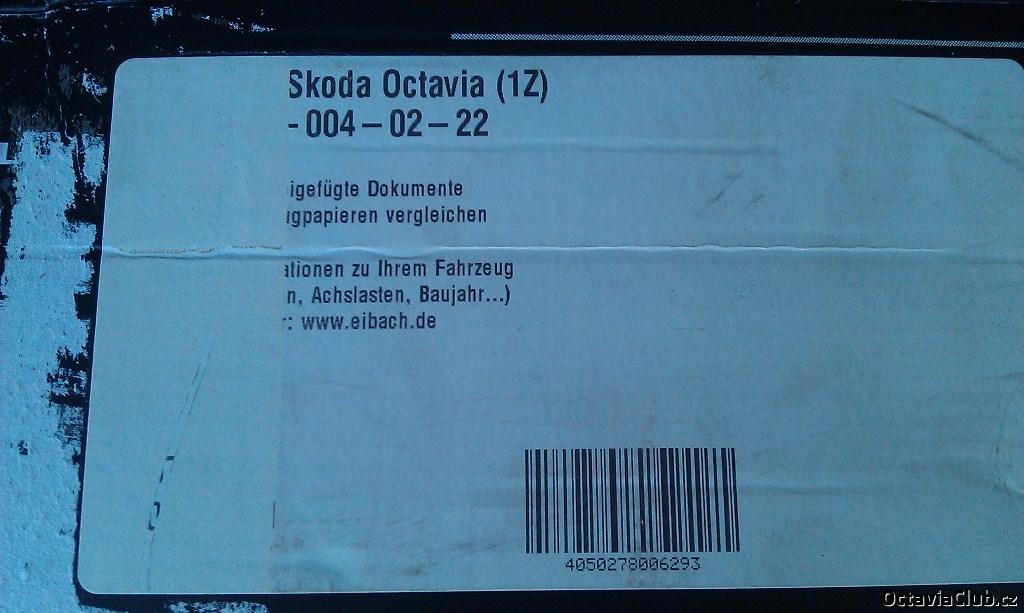 Skoda Octavia (1Z)
- 004 – 02 – 22
igefügte Dokumente
gpapieren vergleichen
ationen zu Ihrem Fahrzeug
n, Achslasten, Baujahr...)
r: www.eibach.de
4050278006293
OctaviaClub.cz